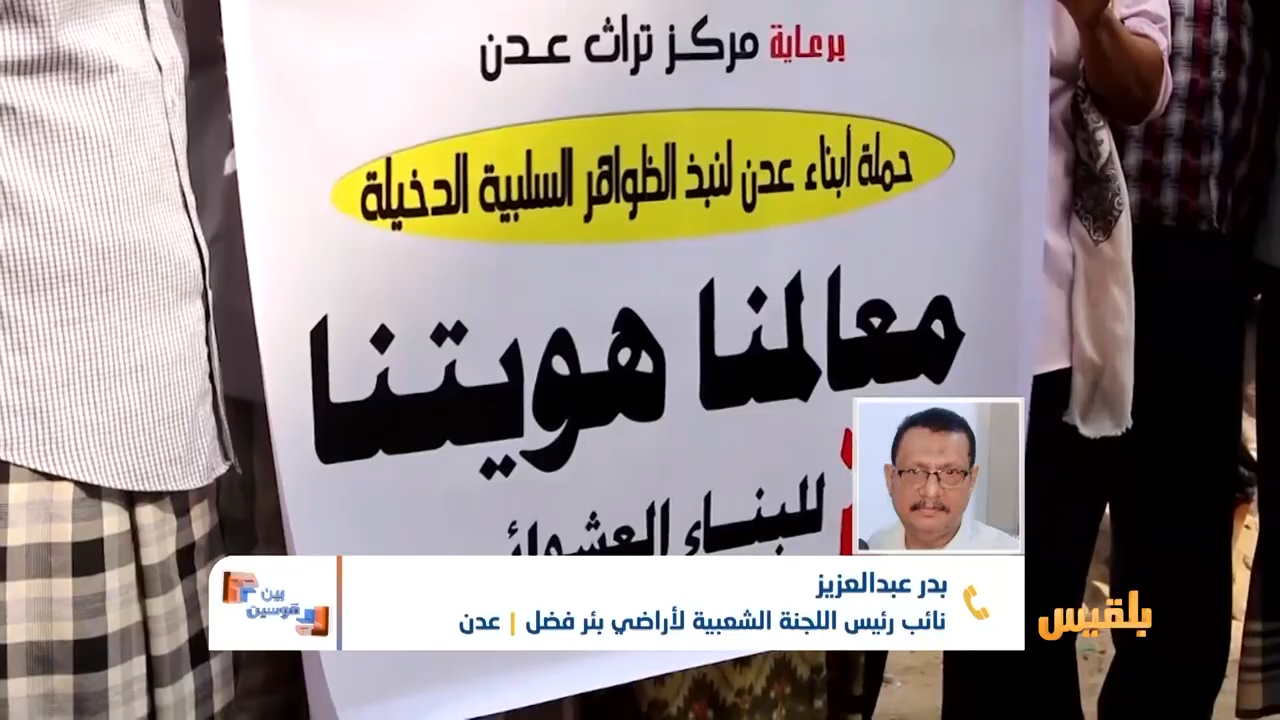 برعاية مركز تراث عدن
حملة أبناء عدن لنبذ الظواهر السلبية الدخيلة
معالمنا هويتنا
للبناء العشوائي
بدر عبدالعزيز
نائب رئيس اللجنة الشعبية لأراضي بئر فضل | عدن
بين قوسين
بلقيس